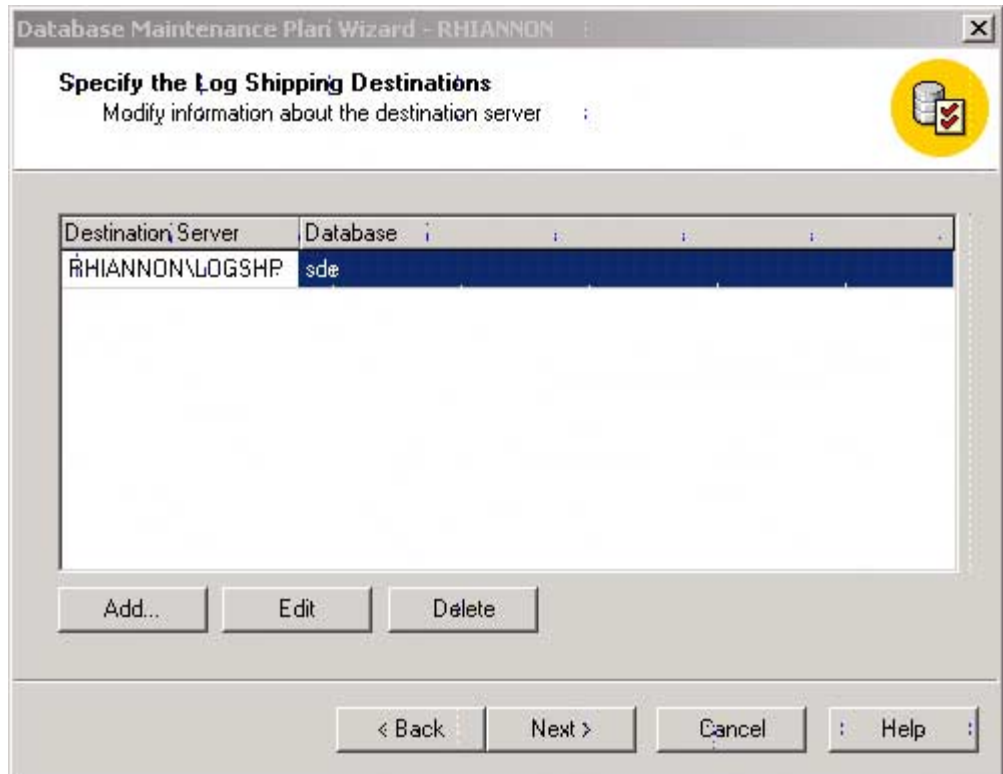 Database Maintenance Plan Wizard - RHIANNON
Specify the Log Shipping Destinations
Modify information about the destination server
Destination Server Database
RHIANNON\LOGSHP sde
Add... Edit Delete
< Back Next > Cancel Help